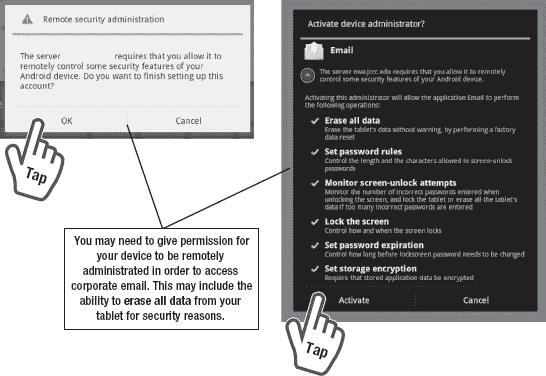 Remote security administration
The server requires that you allow it to
remotely control some security features of your
Android device. Do you want to finish setting up this
account?
OK
Cancel
Tap
You may need to give permission for
your device to be remotely
administrated in order to access
corporate email. This may include the
ability to erase all data from your
tablet for security reasons.
Activate device administrator?
Email
The server owa.jccc.edu requires that you allow it to remotely
control some security features of your Android device.
Activating this administrator will allow the application Email to perform
the following operations:
Erase all data
Erase the tablet's data without warning, by performing a factory
data reset
Set password rules
Control the length and the characters allowed in screen-unlock
passwords
Monitor screen-unlock attempts
Monitor the number of incorrect passwords entered when
unlocking the screen, and lock the tablet or erase all the tablet's
data if too many incorrect passwords are entered
Lock the screen
Control how and when the screen locks
Set password expiration
Control how long before lockscreen password needs to be changed
Set storage encryption
Require that stored application data be encrypted
Activate
Cancel
Tap